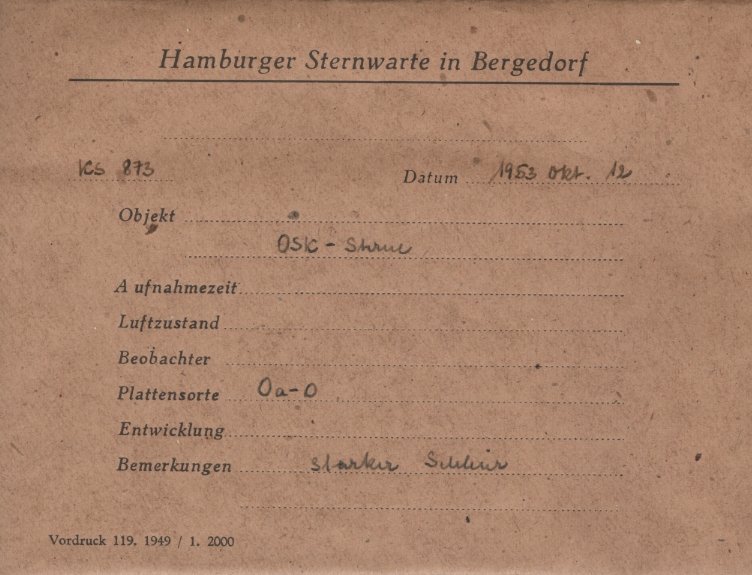 Hamburger Sternwarte in Bergedorf
KS 873
Datum 1953 Okt. 12
Objekt
OSK -
Aufnahmezeit
Luftzustand
Beobachter
Plattensorte Oa-O
Entwicklung
Bemerkungen starker Schleier
Vordruck 119. 1949 / 1. 2000